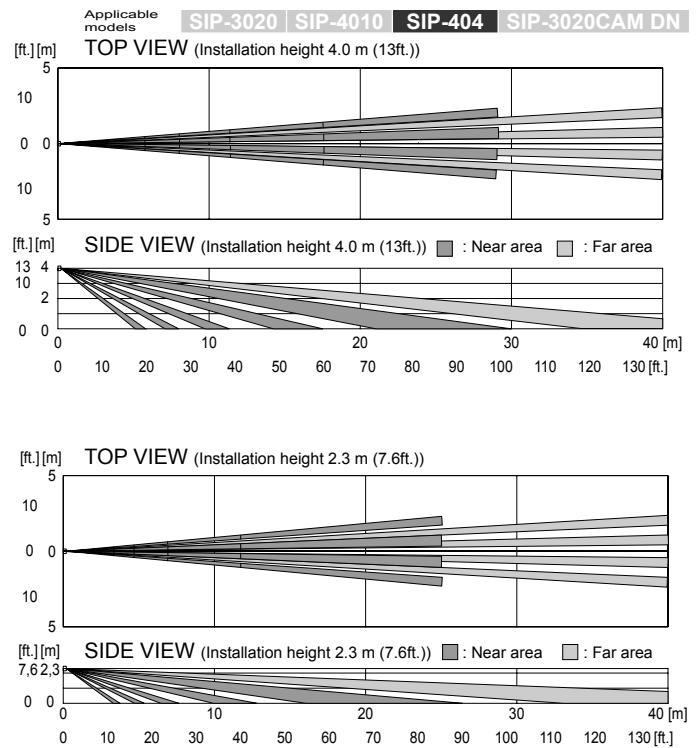 Applicable models SIP-3020 SIP-4010 SIP-404 SIP-3020CAM DN
[ft.] [m] TOP VIEW (Installation height 4.0 m (13ft.))
5
10
0 0
10
5
[ft.] [m] SIDE VIEW (Installation height 4.0 m (13ft.)) : Near area : Far area
13 4
10
2
0 0
0 10 20 30 40 [m]
0 10 20 30 40 50 60 70 80 90 100 110 120 130 [ft.]
[ft.] [m] TOP VIEW (Installation height 2.3 m (7.6ft.))
5
10
0 0
10
5
[ft.] [m] SIDE VIEW (Installation height 2.3 m (7.6ft.)) : Near area : Far area
7,6 2,3
0 0
0 10 20 30 40 [m]
0 10 20 30 40 50 60 70 80 90 100 110 120 130 [ft.]